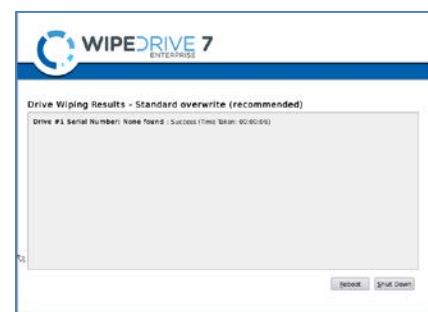 WIPEDRIVE 7
ENTERPRISE
Drive Wiping Results - Standard overwrite (recommended)
Drive #1 Serial Number: None found : Success (Time Taken: 00:00:06)
Reboot
Shut Down